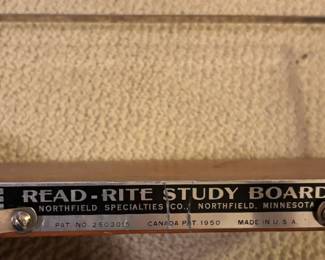 READ-RITE STUDY BOARD
NORTHFIELD SPECIALTIES CO., NORTHFIELD, MINNESOTA
PAT. NO. 2503015 CANADA PAT. 1950 MADE IN U.S.A.